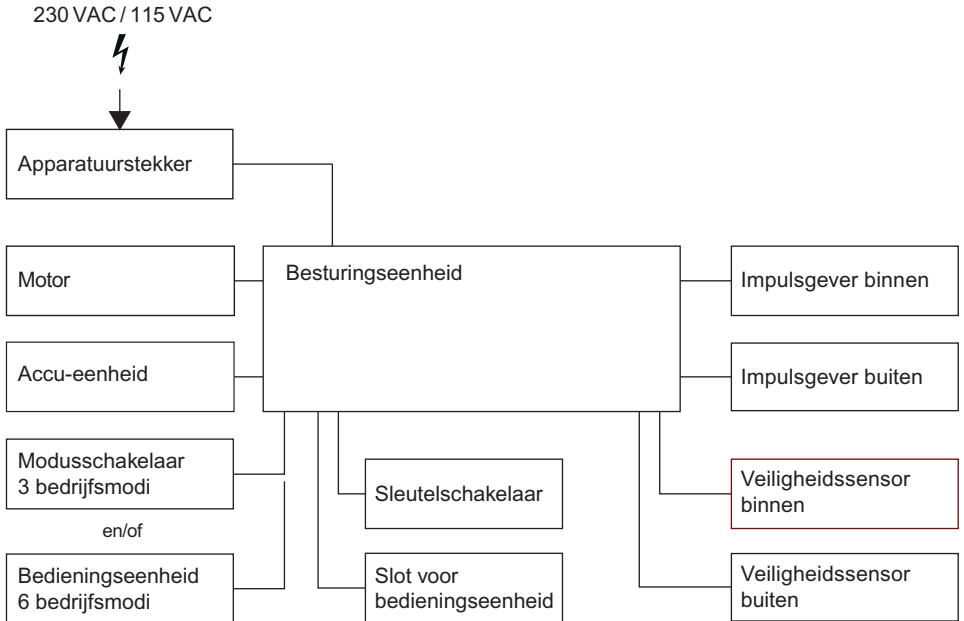 230 VAC / 115 VAC
Apparatuurstekker
Motor
Besturingseenheid
Impulsgever binnen
Accu-eenheid
Impulsgever buiten
Modusschakelaar
3 bedrijfsmodi
en/of
Bedieningseenheid
6 bedrijfsmodi
Sleutelschakelaar
Slot voor
bedieningseenheid
Veiligheidssensor
binnen
Veiligheidssensor
buiten